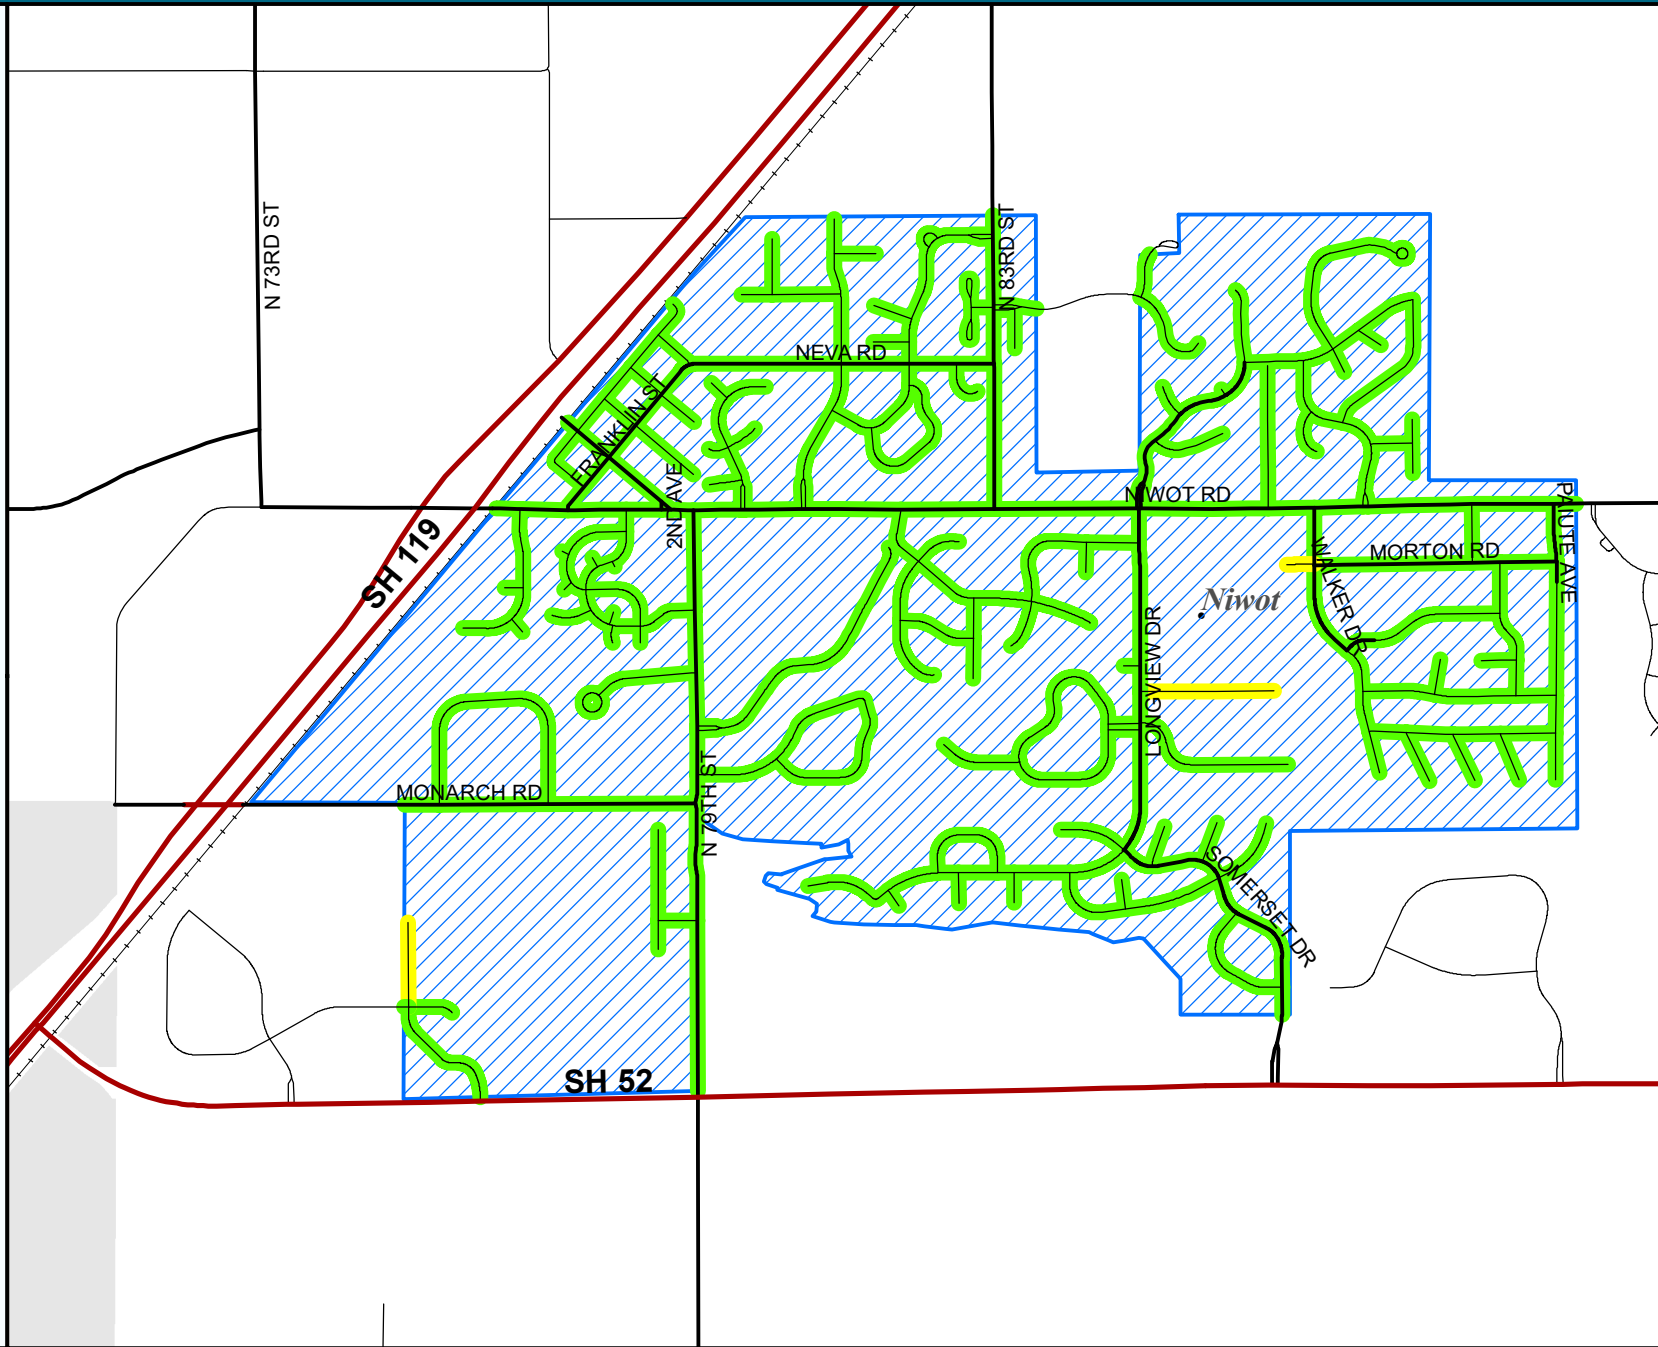 N 73RD ST
N 83RD ST
NEVA RD
FRANKLIN ST
2ND AVE
NIWOT RD
PAIUTE AVE
SH 119
MORTON RD
WALKER DR
Niwot
LONGVIEW DR
MONARCH RD
N 79TH ST
SOMERSET DR
SH 52